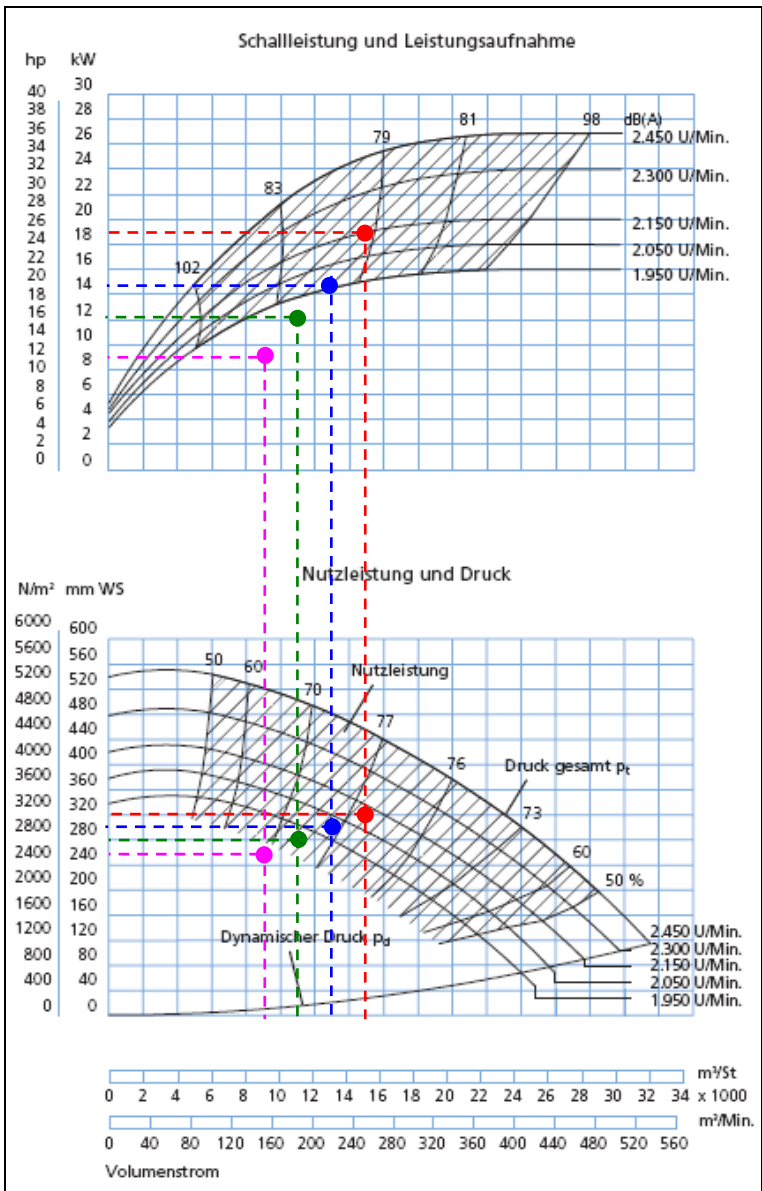 Schallleistung und Leistungsaufnahme
hp kW
40 30
38 28
36 26
34 24
32 22
30 20
28 18
26 16
24 14
22 12
20 10
18 8
16 6
14 4
12 2
10 0
8
6
4
2
0
102
83
79
81
98 dB(A)
2.450 U/Min.
2.300 U/Min.
2.150 U/Min.
2.050 U/Min.
1.950 U/Min.
Nutzleistung und Druck
N/m² mm WS
6000 600
5600 560
5200 520
4800 480
4400 440
4000 400
3600 360
3200 320
2800 280
2400 240
2000 200
1600 160
1200 120
800 80
400 40
0 0
50
60
70
Nutzleistung
77
76
Druck gesamt pt
73
60
50 %
Dynamischer Druck pd
2.450 U/Min.
2.300 U/Min.
2.150 U/Min.
2.050 U/Min.
1.950 U/Min.
m³/St
0 2 4 6 8 10 12 14 16 18 20 22 24 26 28 30 32 34 x 1000
m³/Min.
0 40 80 120 160 200 240 280 320 360 400 440 480 520 560
Volumenstrom